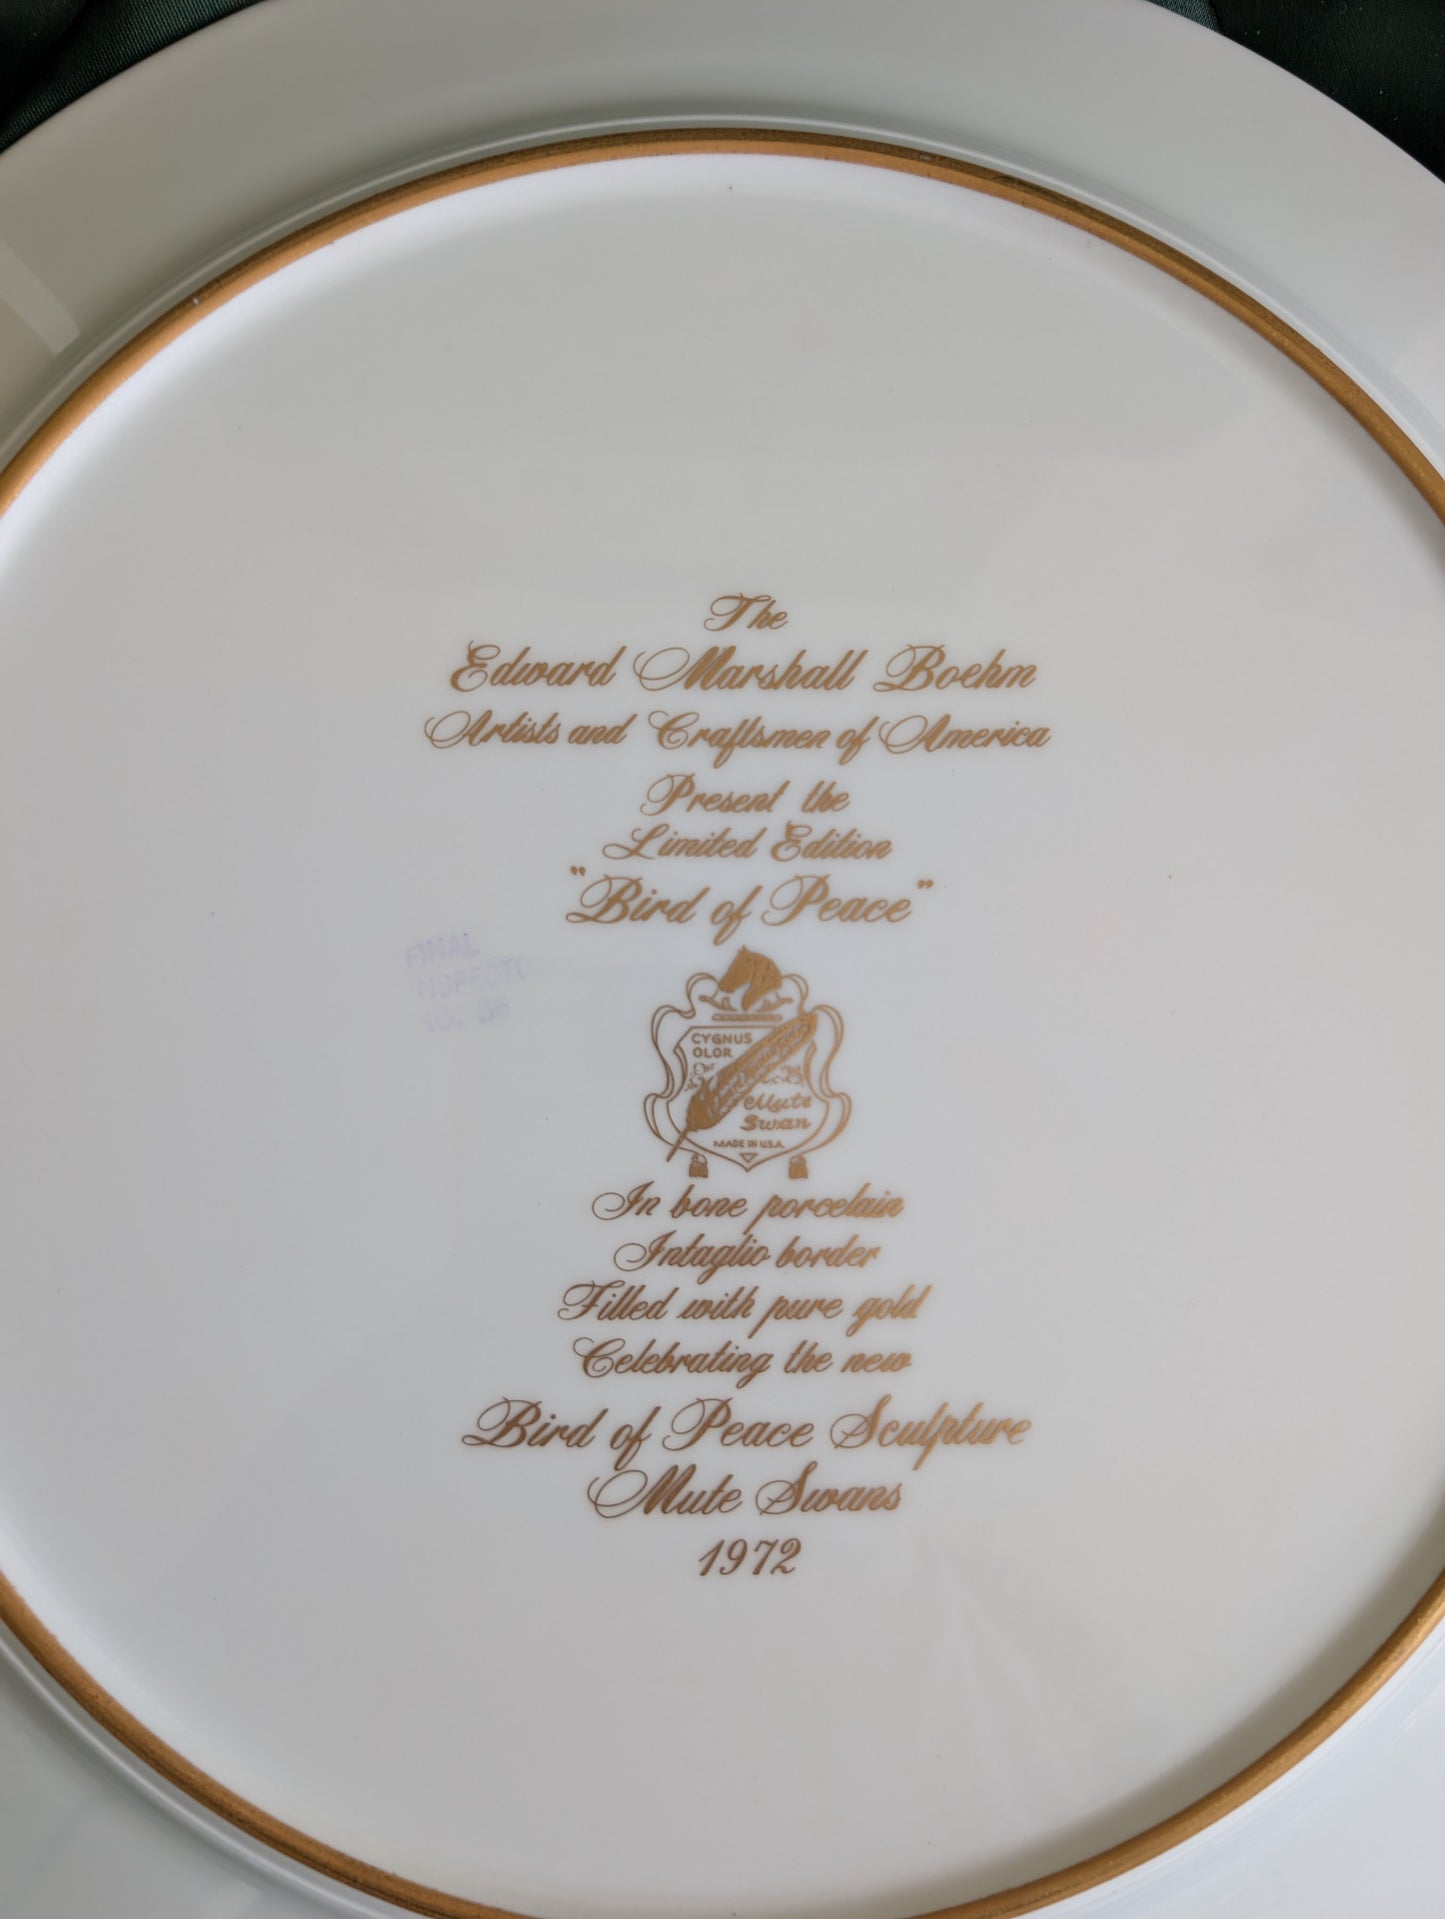 The
Edward Marshall Boehm
Artists and Craftsmen of America
Present the
Limited Edition
"Bird of Peace"
FINAL
NO. 56
CYGNUS
OLOR
Mute
Swan
MADE IN U.S.A.
In bone porcelain
Intaglio border
Filled with pure gold
Celebrating the new
Bird of Peace Sculpture
Mute Swans
1972